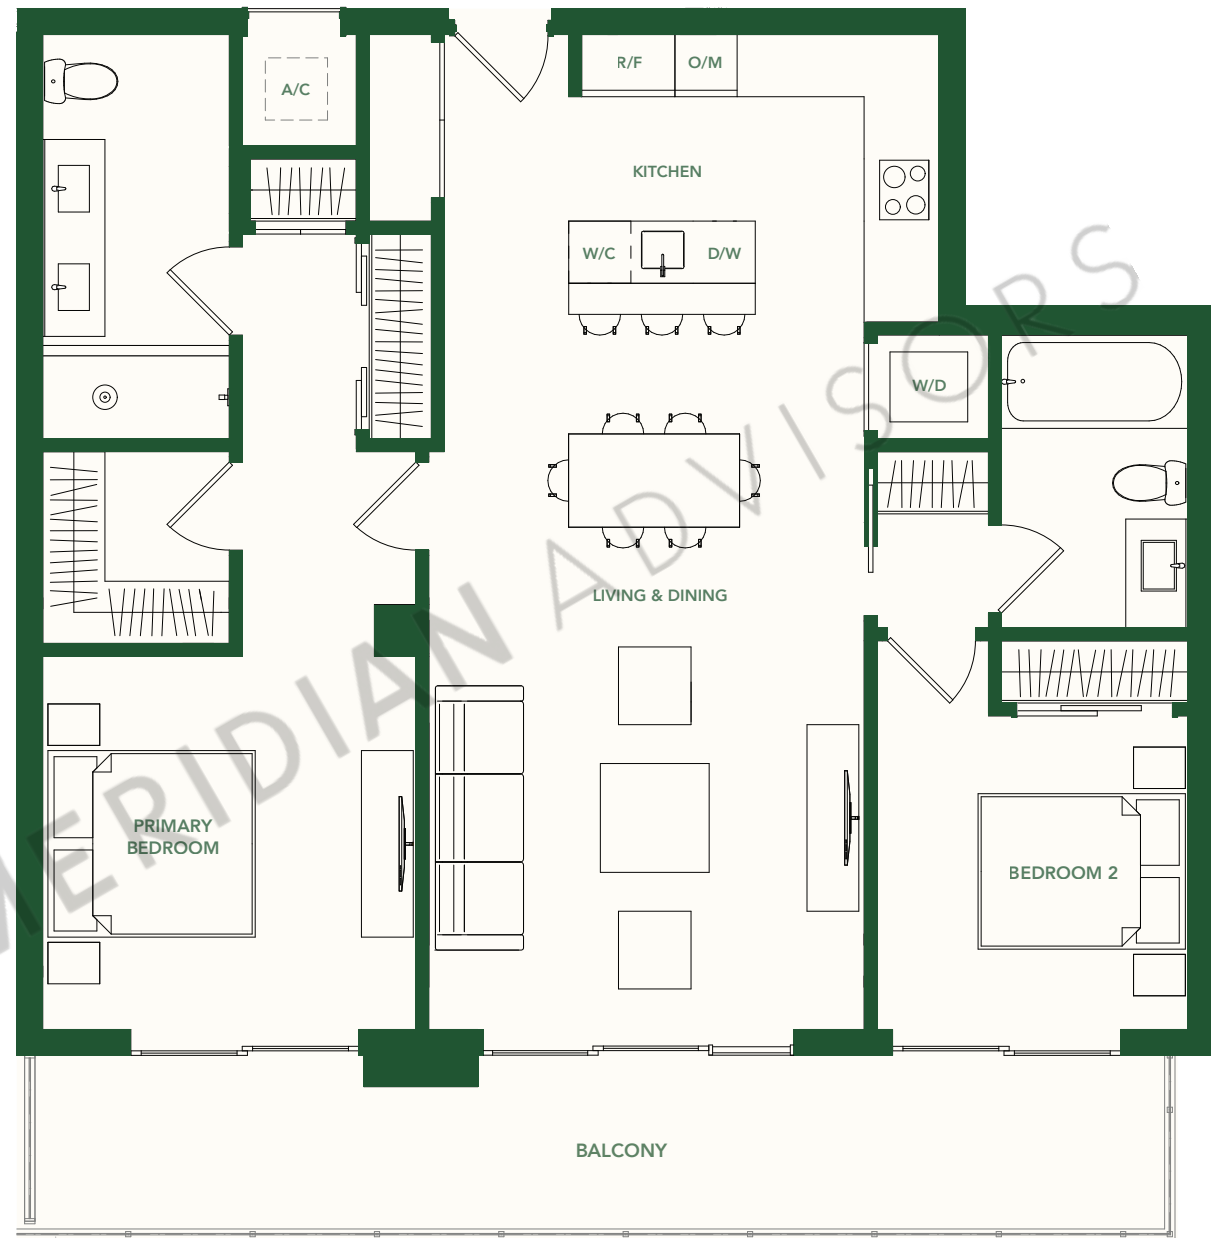 R/F
O/M
A/C
KITCHEN
W/C
D/W
W/D
LIVING & DINING
MERIDIAN ADVISORS
PRIMARY
BEDROOM
BEDROOM 2
BALCONY